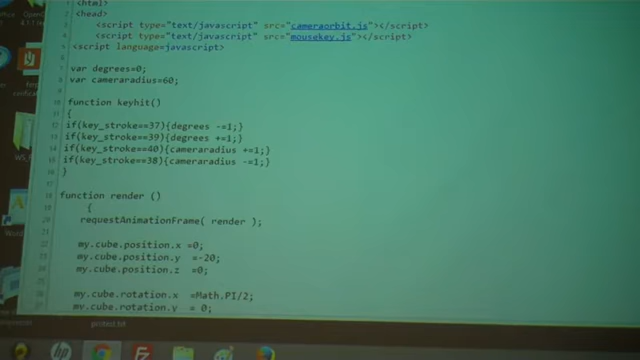 <html>
<head>
<script type="text/javascript" src="cameraorbit.js"></script>
<script type="text/javascript" src="mousekey.js"></script>
<script language=javascript>
var degrees=0;
var cameraradius=60;
function keyhit()
{
if(key_stroke==37){degrees -=1;}
if(key_stroke==39){degrees +=1;}
if(key_stroke==40){cameraradius +=1;}
if(key_stroke==38){cameraradius -=1;}
}
function render ()
{
requestAnimationFrame( render );
my.cube.position.x =0;
my.cube.position.y =-20;
my.cube.position.z =0;
my.cube.rotation.x =Math.PI/2;
my.cube.rotation.y = 0;